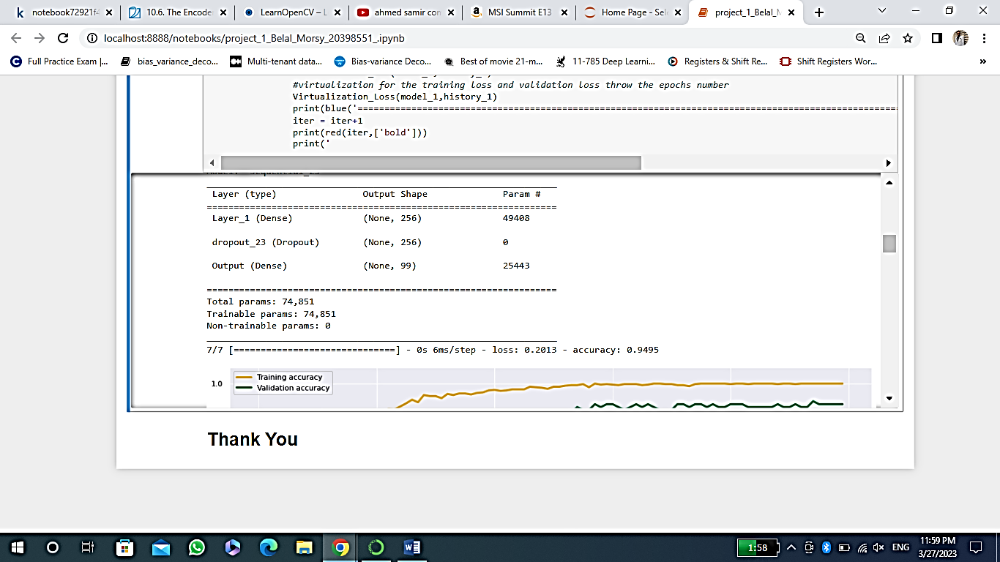 notebook72921f4
10.6. The Encode
LearnOpenCV – L
ahmed samir con
MSI Summit E13
Home Page - Sel
project_1_Belal_M
localhost:8888/notebooks/project_1_Belal_Morsy_20398551_.ipynb
Full Practice Exam |...
bias_variance_deco...
Multi-tenant data...
Bias-variance Deco...
Best of movie 21-m...
11-785 Deep Learni...
Registers & Shift Re...
Shift Registers Wor...
»
#virtualization for the training loss and validation loss throw the epochs number
Virtualization_Loss(model_1,history_1)
print(blue('==================================================================================================
iter = iter+1
print(red(iter,['bold']))
print('
Layer (type) Output Shape Param #
=================================================================
Layer_1 (Dense) (None, 256) 49408
dropout_23 (Dropout) (None, 256) 0
Output (Dense) (None, 99) 25443
=================================================================
Total params: 74,851
Trainable params: 74,851
Non-trainable params: 0
7/7 [==============================] - 0s 6ms/step - loss: 0.2013 - accuracy: 0.9495
1.0
Training accuracy
Validation accuracy
Thank You
1:58
ENG
11:59 PM
3/27/2023